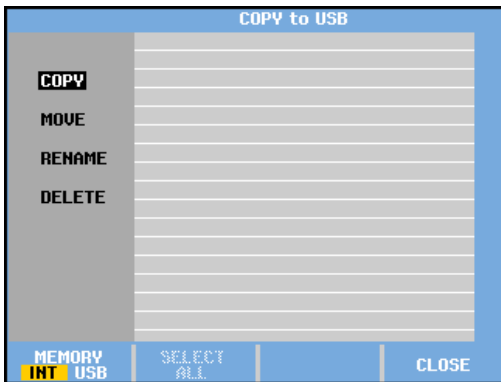 COPY to USB
COPY
MOVE
RENAME
DELETE
MEMORY
INT USB
SELECT
ALL
CLOSE